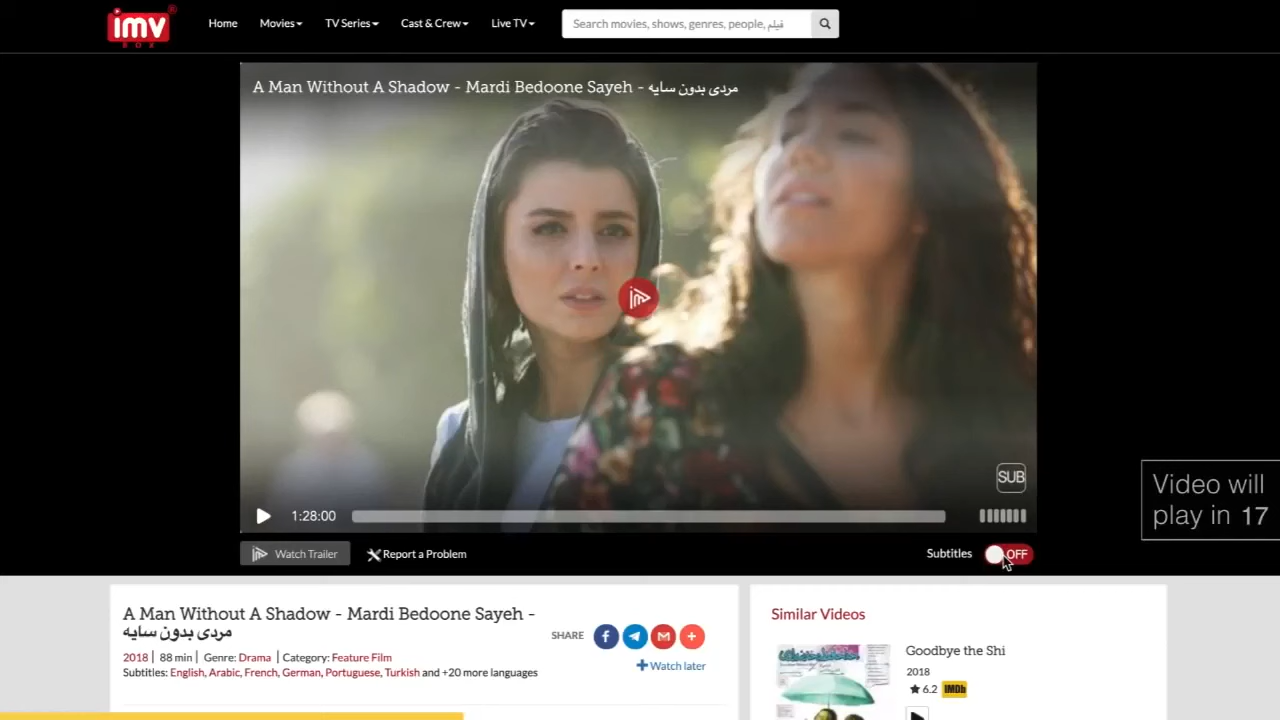 imv
BOX
Home
Movies
TV Series
Cast & Crew
Live TV
Search movies, shows, genres, people, فیلم
A Man Without A Shadow - Mardi Bedoone Sayeh - مردی بدون سایه
SUB
1:28:00
Video will
play in 17
Watch Trailer
Report a Problem
Subtitles
OFF
A Man Without A Shadow - Mardi Bedoone Sayeh -
مردی بدون سایه
2018 | 88 min | Genre: Drama | Category: Feature Film
Subtitles: English, Arabic, French, German, Portuguese, Turkish and +20 more languages
SHARE
Watch later
Similar Videos
Goodbye the Shi
2018
6.2 IMDb